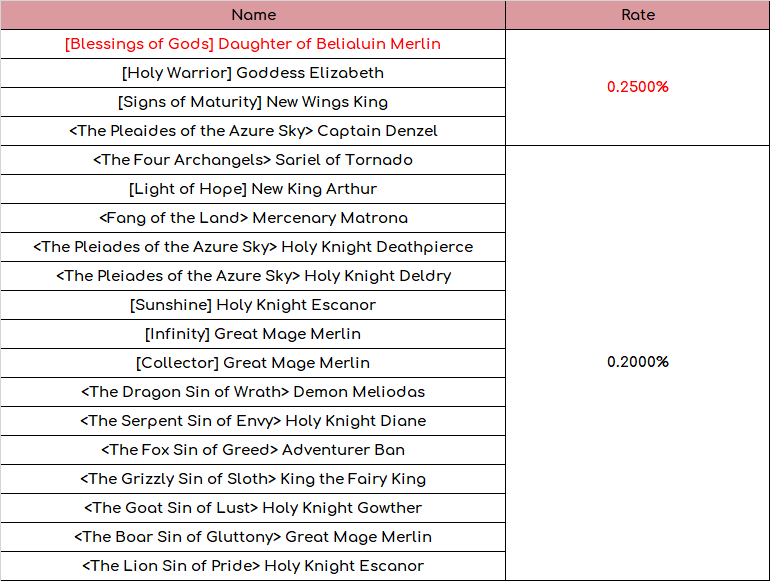 Name Rate
[Blessings of Gods] Daughter of Belialuin Merlin
[Holy Warrior] Goddess Elizabeth
0.2500%
[Signs of Maturity] New Wings King
<The Pleaides of the Azure Sky> Captain Denzel
<The Four Archangels> Sariel of Tornado
[Light of Hope] New King Arthur
<Fang of the Land> Mercenary Matrona
<The Pleiades of the Azure Sky> Holy Knight Deathpierce
<The Pleiades of the Azure Sky> Holy Knight Deldry
[Sunshine] Holy Knight Escanor
[Infinity] Great Mage Merlin
[Collector] Great Mage Merlin
0.2000%
<The Dragon Sin of Wrath> Demon Meliodas
<The Serpent Sin of Envy> Holy Knight Diane
<The Fox Sin of Greed> Adventurer Ban
<The Grizzly Sin of Sloth> King the Fairy King
<The Goat Sin of Lust> Holy Knight Gowther
<The Boar Sin of Gluttony> Great Mage Merlin
<The Lion Sin of Pride> Holy Knight Escanor